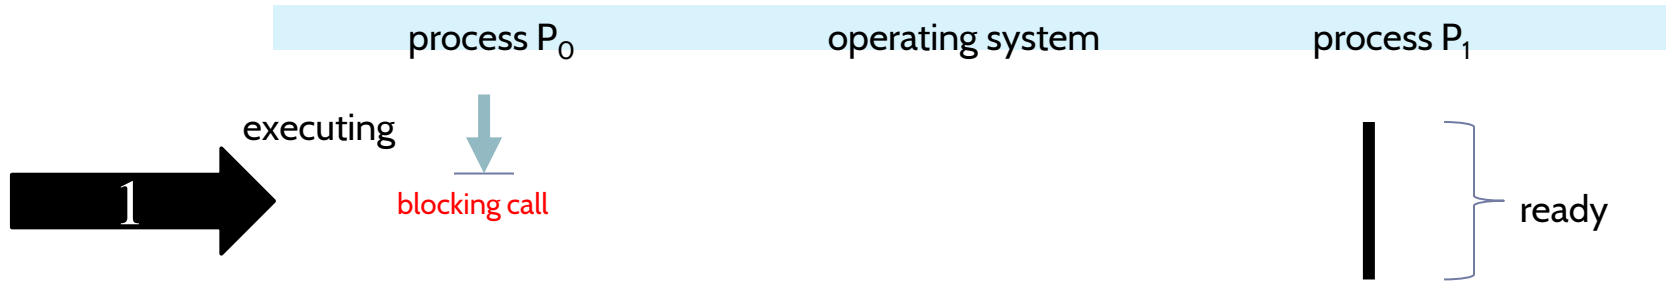 process P₀ operating system process P₁
executing
1
blocking call
ready